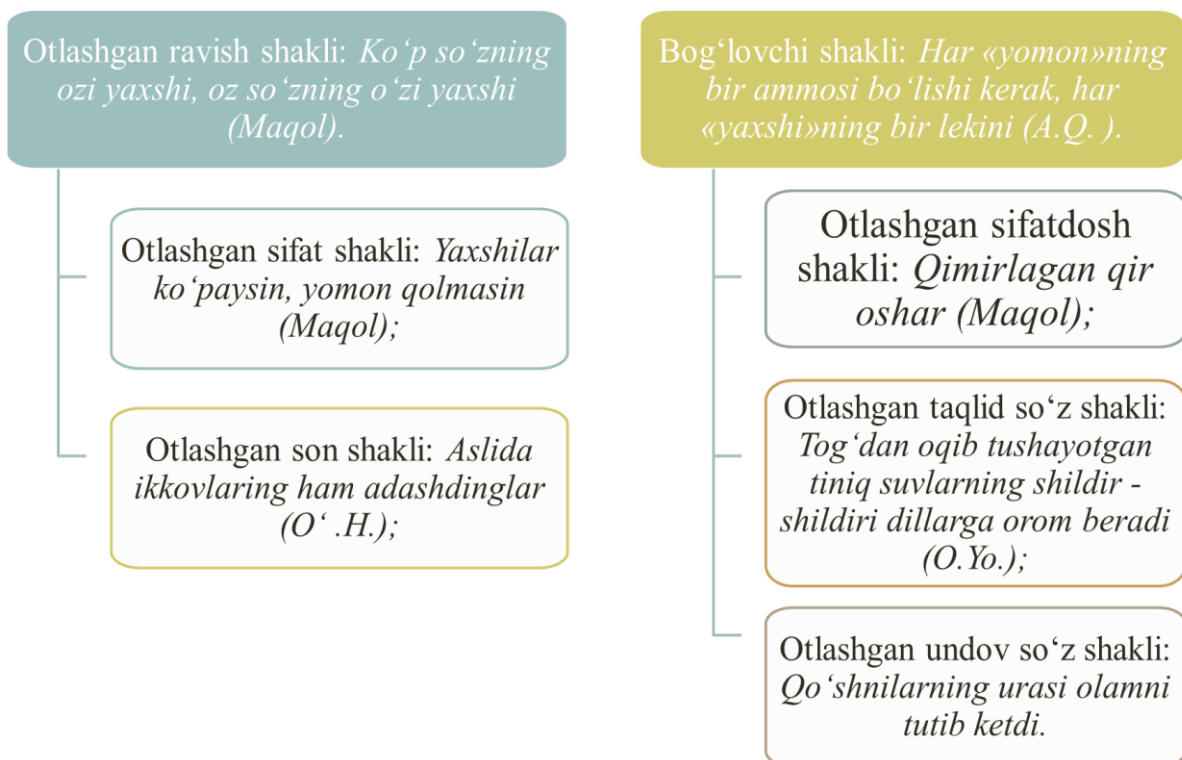 Otlashgan ravish shakli: Ko‘p so‘zning
ozi yaxshi, oz so‘zning o‘zi yaxshi
(Maqol).
Otlashgan sifat shakli: Yaxshilar
ko‘paysin, yomon qolmasin
(Maqol);
Otlashgan son shakli: Aslida
ikkovlaring ham adashdinglar
(O‘ .H.);
Bog‘lovchi shakli: Har «yomon»ning
bir ammosi bo‘lishi kerak, har
«yaxshi»ning bir lekini (A.Q. ).
Otlashgan sifatdosh
shakli: Qimirlagan qir
oshar (Maqol);
Otlashgan taqlid so‘z shakli:
Tog‘dan oqib tushayotgan
tiniq suvlarning shildir -
shildiri dillarga orom beradi
(O.Yo.);
Otlashgan undov so‘z shakli:
Qo‘shnilarning urasi olamni
tutib ketdi.